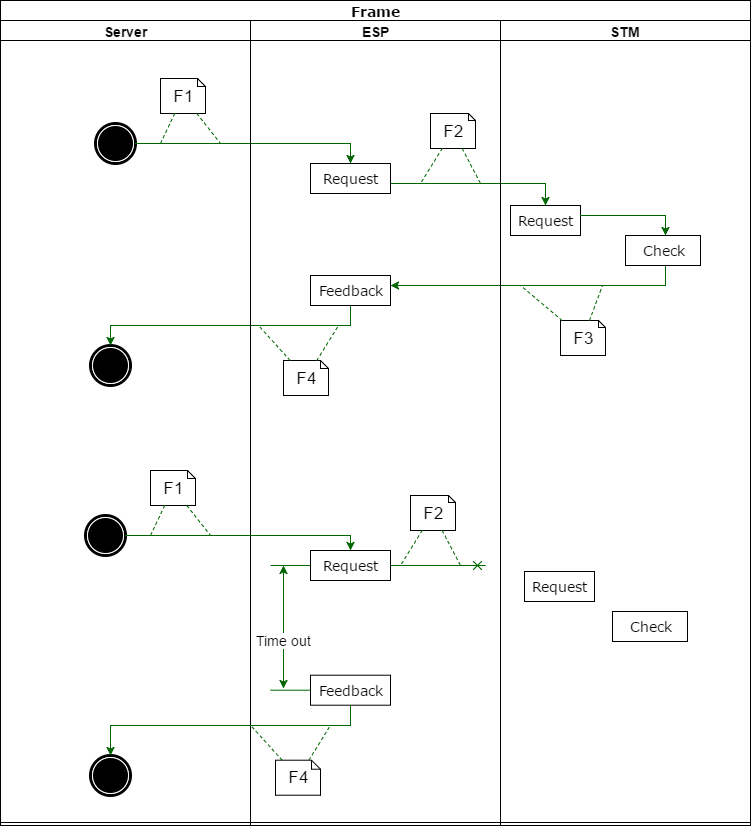 Frame
Server
ESP
STM
F1
F2
Request
Request
Check
Feedback
F3
F4
F1
F2
Request
Request
Check
Time out
Feedback
F4